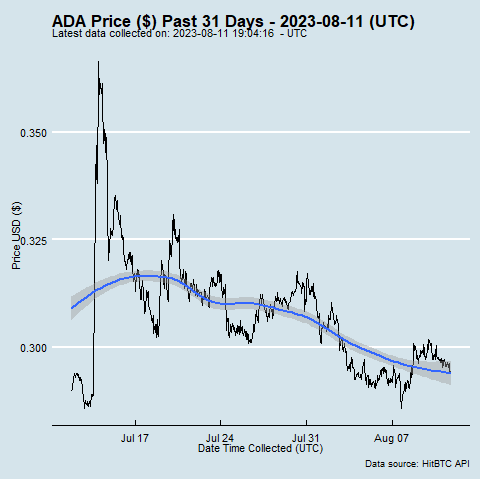 ADA Price ($) Past 31 Days - 2023-08-11 (UTC)
Latest data collected on: 2023-08-11 19:04:16 - UTC
0.350
0.325
0.300
Price USD ($)
Jul 17 Jul 24 Jul 31 Aug 07
Date Time Collected (UTC)
Data source: HitBTC API